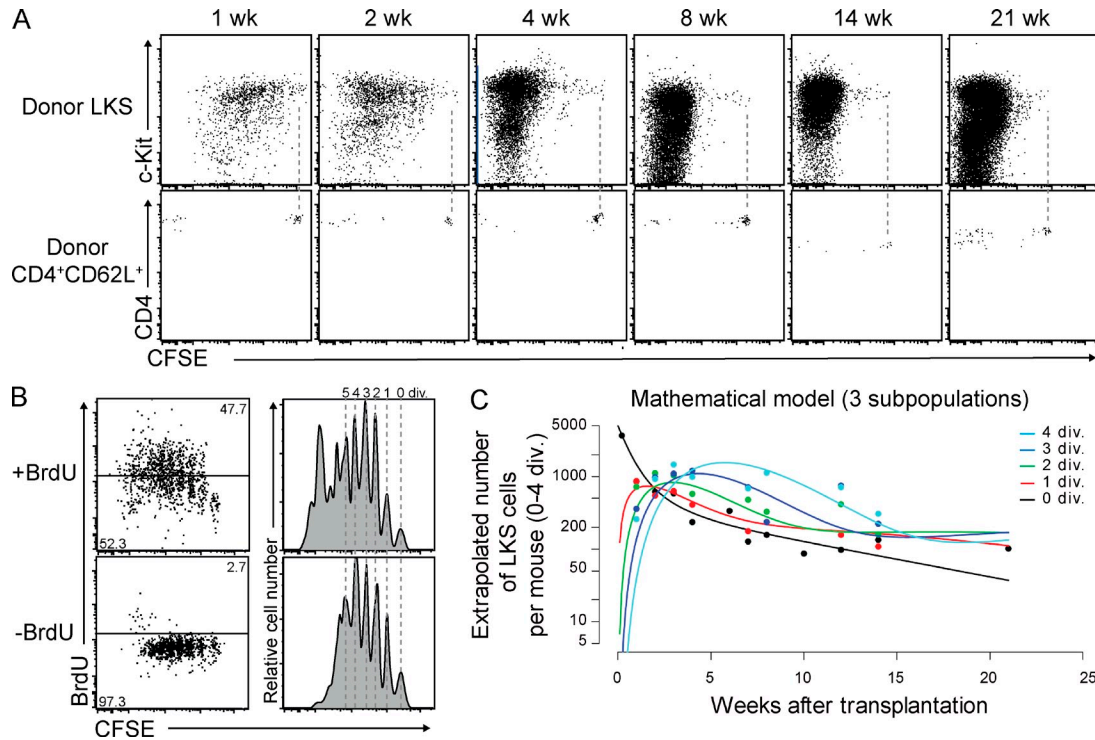 A
1 wk 2 wk 4 wk 8 wk 14 wk 21 wk
Donor LKS
c-Kit
Donor
CD4⁺CD62L⁺
CD4
CFSE
B
+BrdU
47.7
52.3
5 4 3 2 1 0 div.
-BrdU
2.7
97.3
BrdU
Relative cell number
CFSE
C
Mathematical model (3 subpopulations)
Extrapolated number
of LKS cells
per mouse (0-4 div.)
5000
1000
200
50
10
5
4 div.
3 div.
2 div.
1 div.
0 div.
0 5 10 15 20 25
Weeks after transplantation